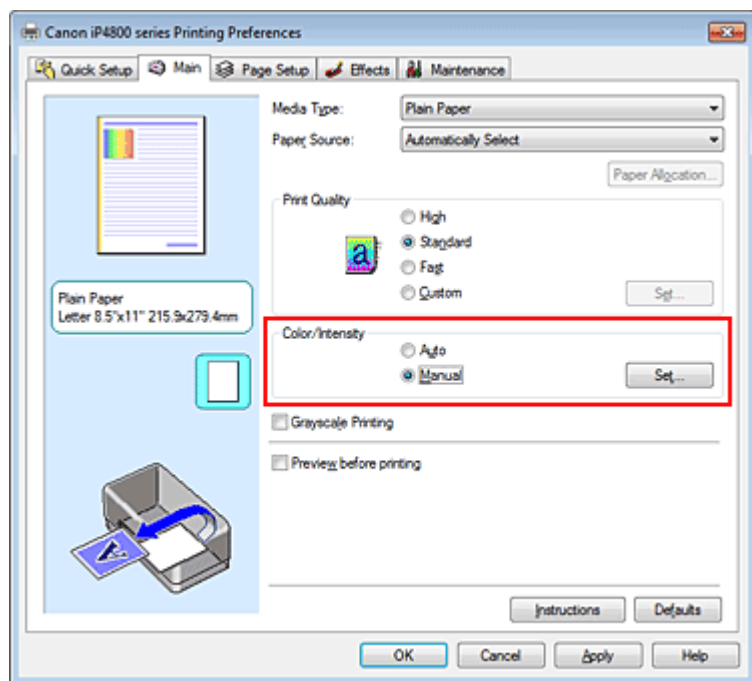 Canon iP4800 series Printing Preferences
Quick Setup Main Page Setup Effects Maintenance
Media Type: Plain Paper
Paper Source: Automatically Select
Paper Allocation...
Print Quality
High
a Standard
Fast
Custom Set...
Plain Paper
Letter 8.5"x11" 215.9x279.4mm
Color/Intensity
Auto
Manual Set...
Grayscale Printing
Preview before printing
A
Instructions Defaults
OK Cancel Apply Help